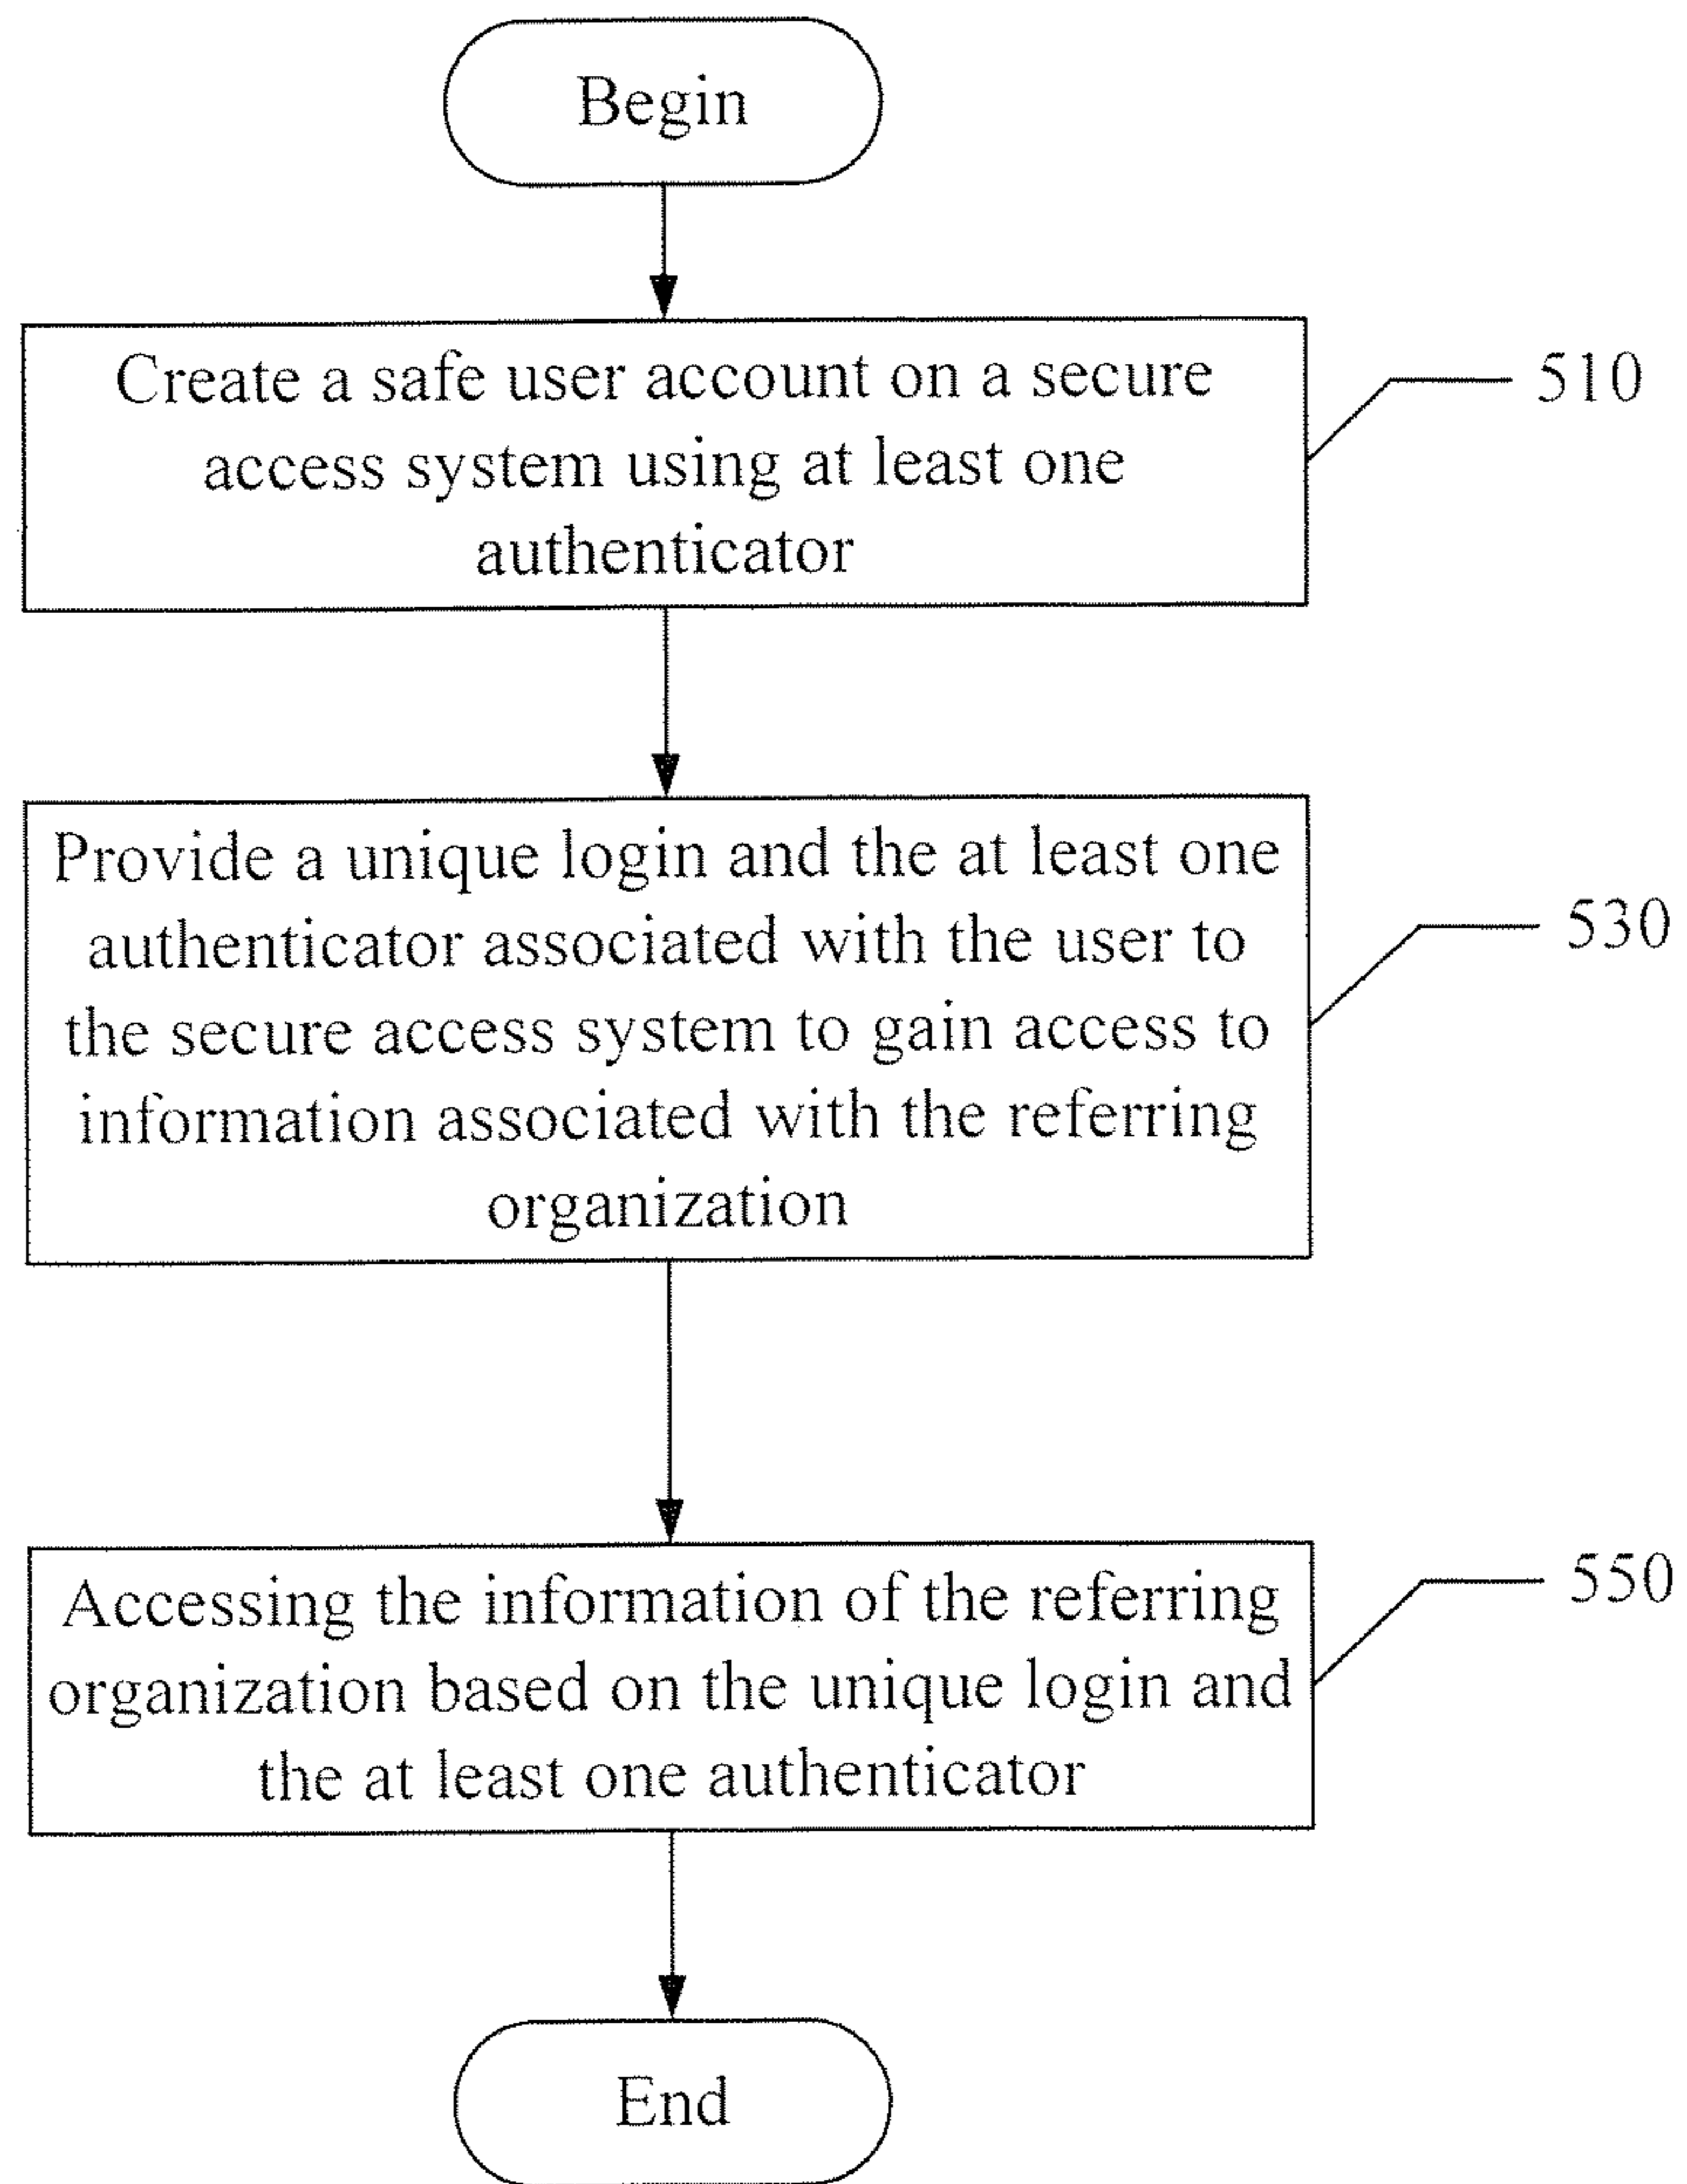 Begin
Create a safe user account on a secure
access system using at least one
authenticator
510
Provide a unique login and the at least one
authenticator associated with the user to
the secure access system to gain access to
information associated with the referring
organization
530
Accessing the information of the referring
organization based on the unique login and
the at least one authenticator
550
End